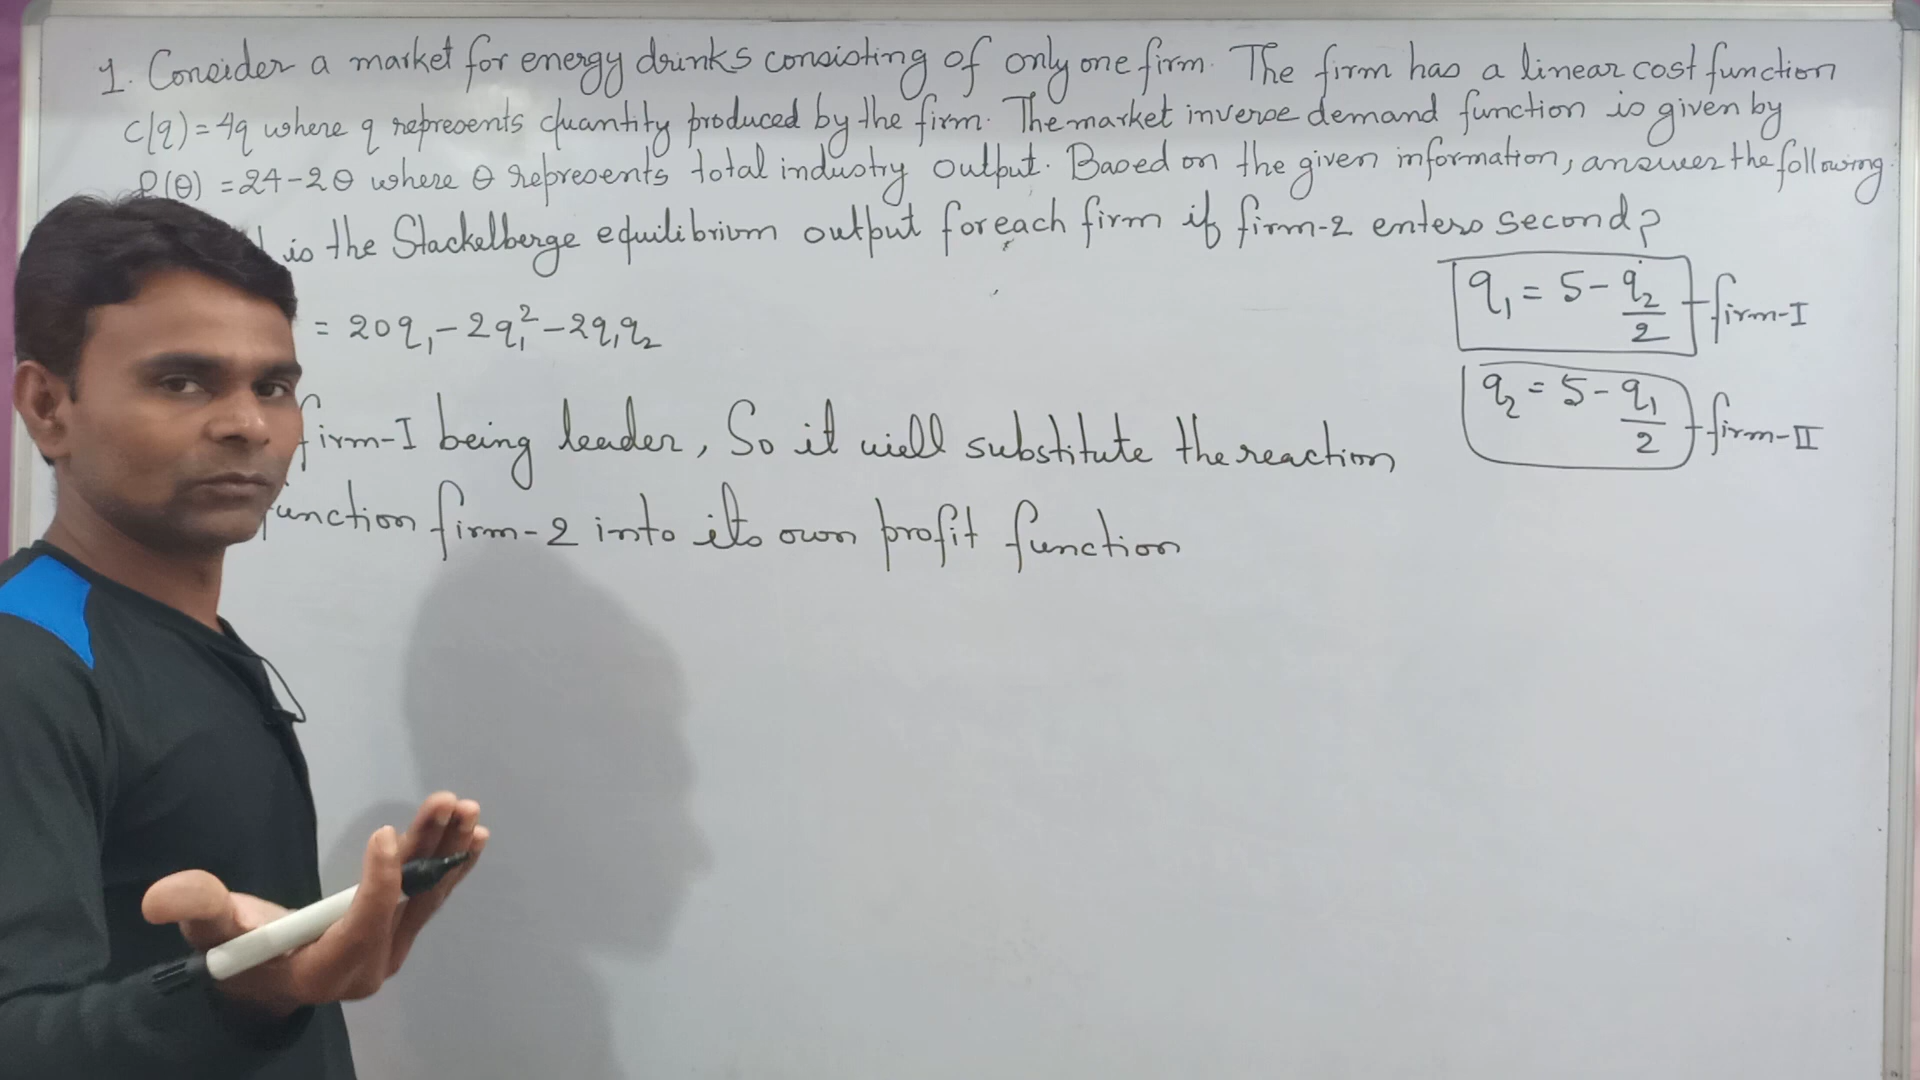 1. Consider a market for energy drinks consisting of only one firm. The firm has a linear cost function
C(q) = 4q where q represents quantity produced by the firm. The market inverse demand function is given by
P(θ) = 24-2θ where θ represents total industry output. Based on the given information, answer the following.
is the Stackelberge equilibrium output for each firm if firm-2 enters second?
q₁ = 5 - q₂/2 firm-I
= 20q₁ - 2q₁² - 2q₁q₂
q₂ = 5 - q₁/2 firm-II
firm-I being leader, So it will substitute the reaction
function firm-2 into its own profit function